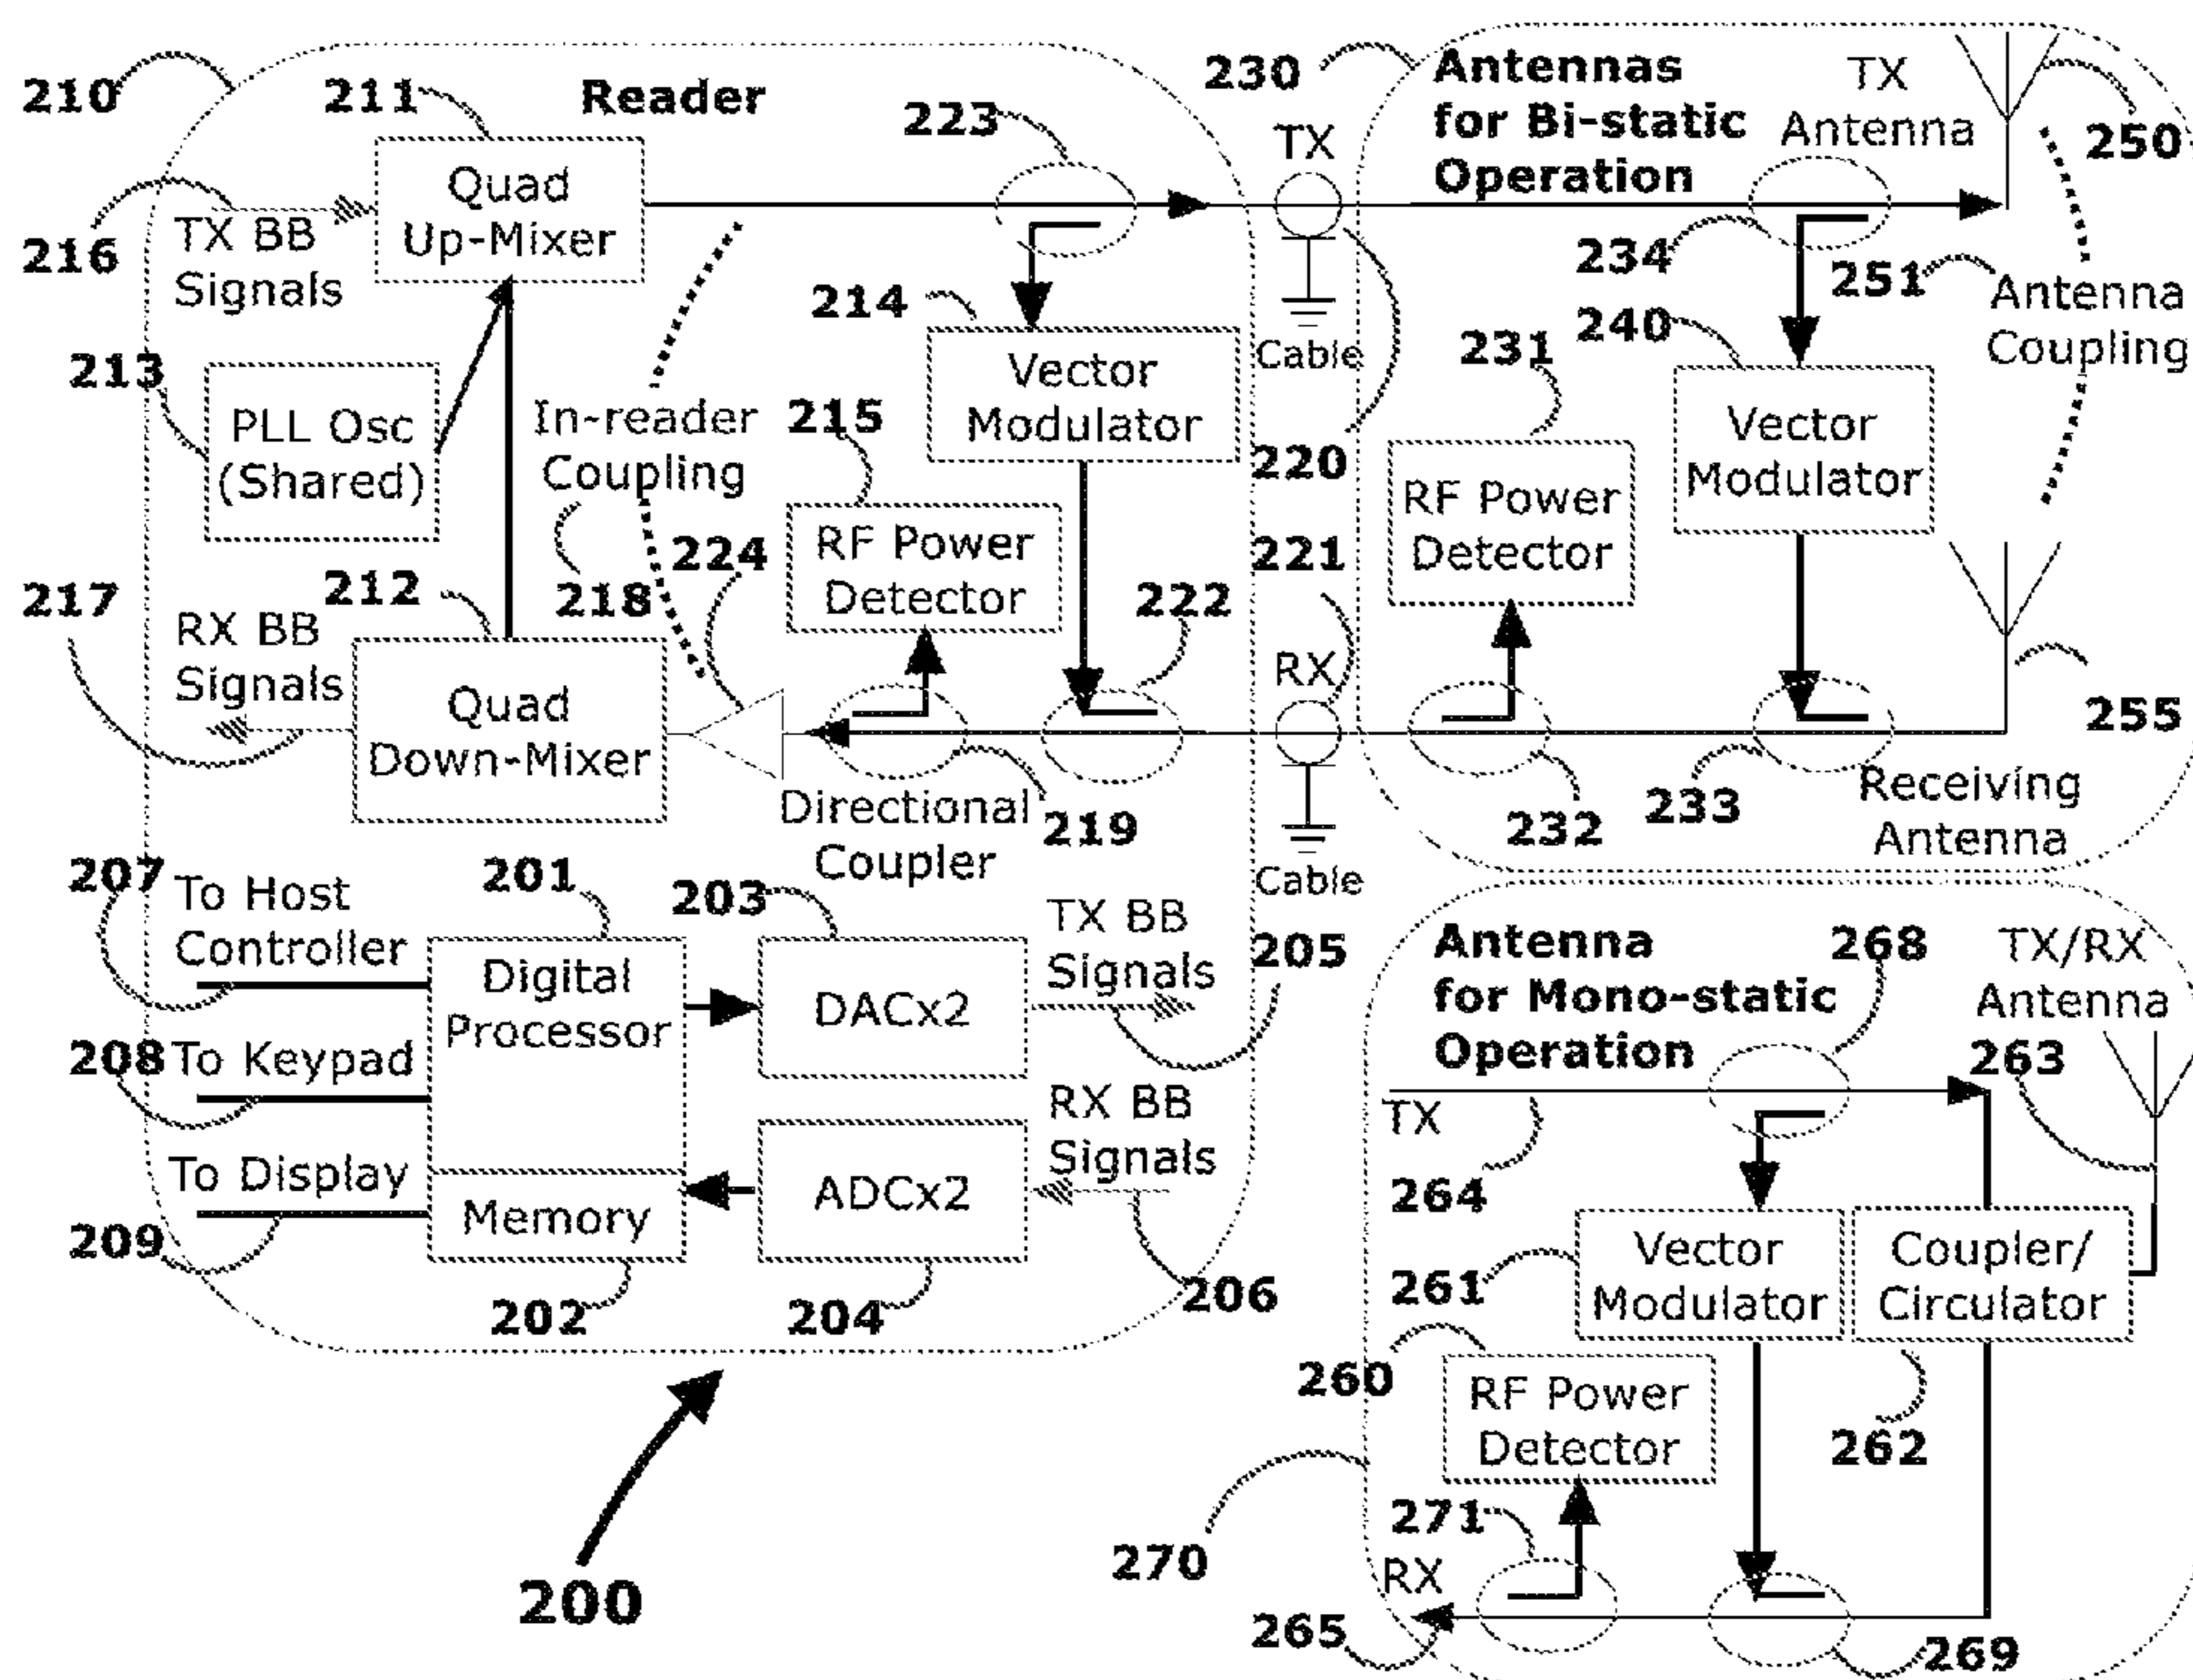 210
211
Reader
223
230
Antennas
for Bi-static
Operation
TX
Antenna
250
216
TX BB
Signals
Quad
Up-Mixer
TX
234
251
Antenna
Coupling
213
PLL Osc
(Shared)
214
Vector
Modulator
Cable
220
231
240
Vector
Modulator
In-reader
Coupling
215
RF Power
Detector
RF Power
Detector
217
212
218
224
222
221
RX BB
Signals
Quad
Down-Mixer
RX
255
Directional
Coupler
219
Cable
232
233
Receiving
Antenna
207
To Host
Controller
201
203
TX BB
Signals
205
Digital
Processor
DACx2
208
To Keypad
RX BB
Signals
To Display
209
Memory
ADCx2
202
204
206
200
Antenna
for Mono-static
Operation
268
TX/RX
Antenna
263
TX
264
261
Vector
Modulator
Coupler/
Circulator
260
RF Power
Detector
262
270
271
RX
265
269